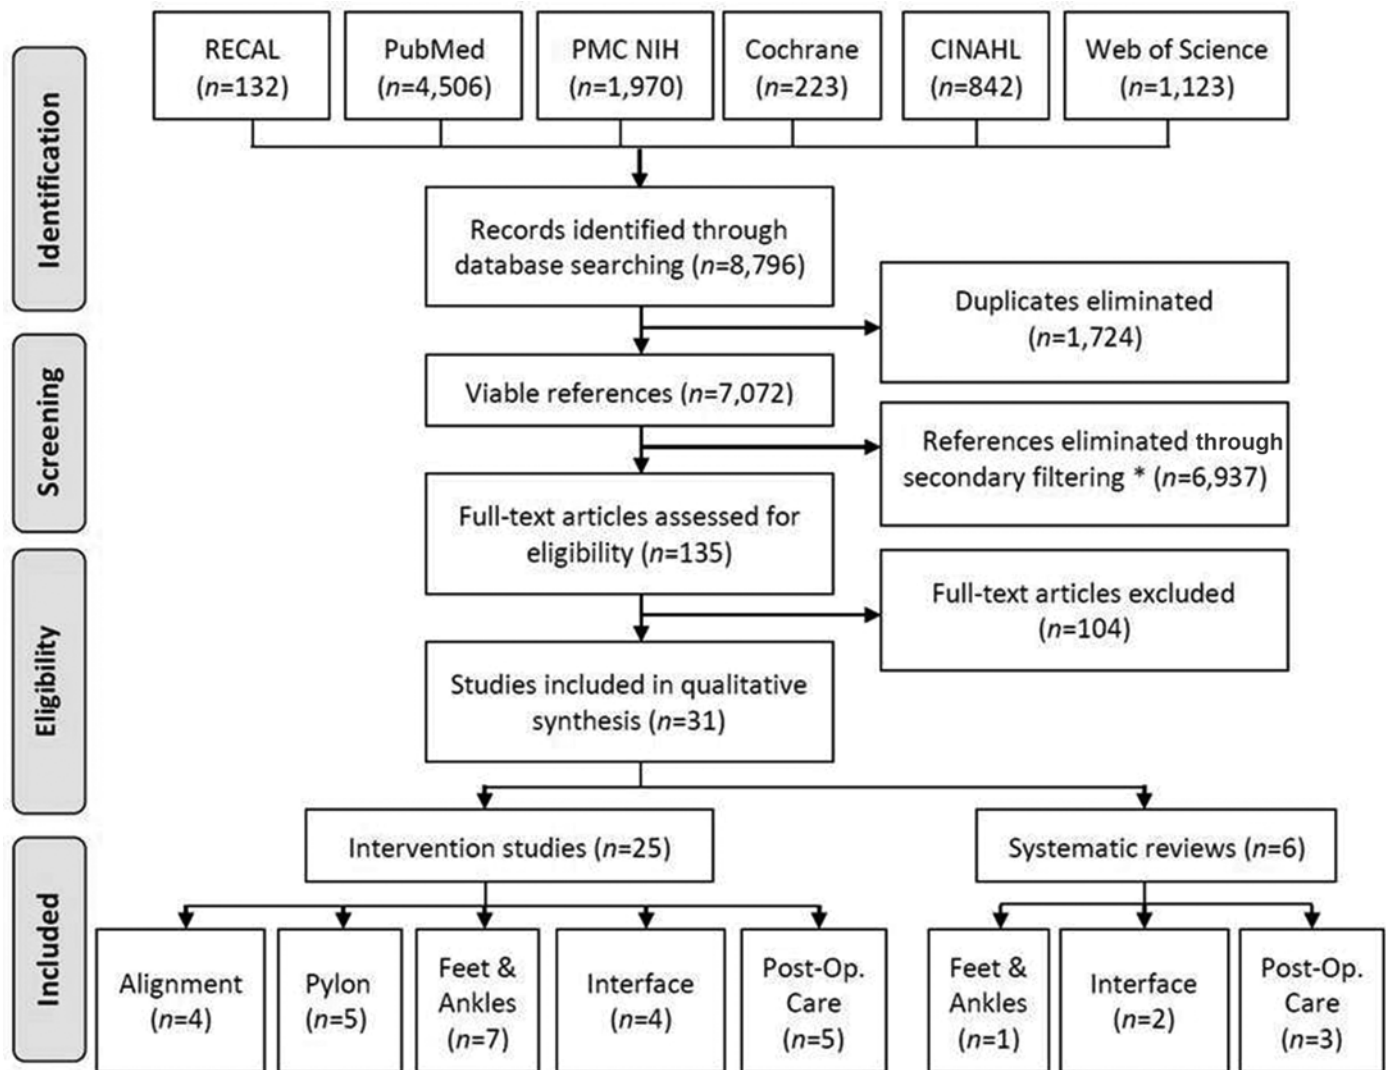 RECAL
(n=132)
PubMed
(n=4,506)
PMC NIH
(n=1,970)
Cochrane
(n=223)
CINAHL
(n=842)
Web of Science
(n=1,123)
Identification
Records identified through
database searching (n=8,796)
Duplicates eliminated
(n=1,724)
Screening
Viable references (n=7,072)
References eliminated through
secondary filtering * (n=6,937)
Full-text articles assessed for
eligibility (n=135)
Eligibility
Full-text articles excluded
(n=104)
Studies included in qualitative
synthesis (n=31)
Intervention studies (n=25)
Systematic reviews (n=6)
Included
Alignment
(n=4)
Pylon
(n=5)
Feet &
Ankles
(n=7)
Interface
(n=4)
Post-Op.
Care
(n=5)
Feet &
Ankles
(n=1)
Interface
(n=2)
Post-Op.
Care
(n=3)